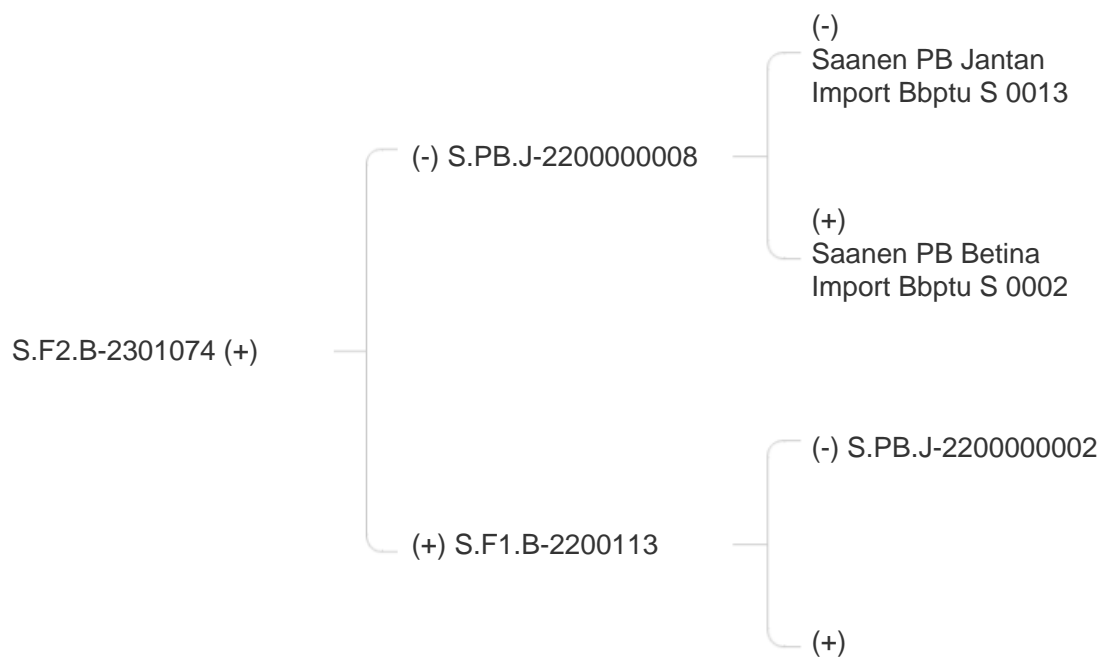 (-)
Saanen PB Jantan
Import Bbptu S 0013
(-) S.PB.J-2200000008
(+)
Saanen PB Betina
Import Bbptu S 0002
S.F2.B-2301074 (+)
(-) S.PB.J-2200000002
(+) S.F1.B-2200113
(+)